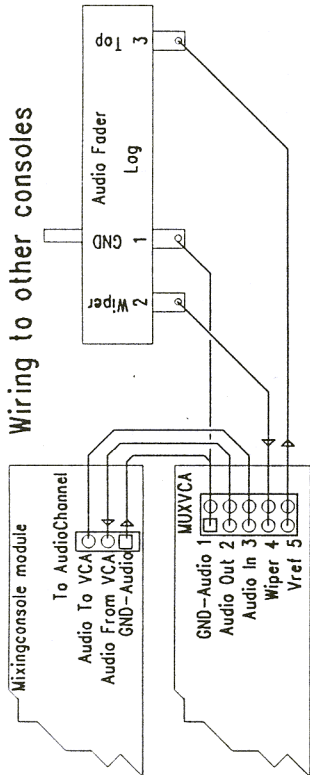 Wiring to other consoles
Mixingconsole module
To AudioChannel
Audio To VCA 1
Audio From VCA
GND-Audio
MUXVCA
GND-Audio 1
Audio Out 2
Audio In 3
Wiper 4
Vref 5
Wiper 2
GND 1
Audio Fader
Log
Top 3